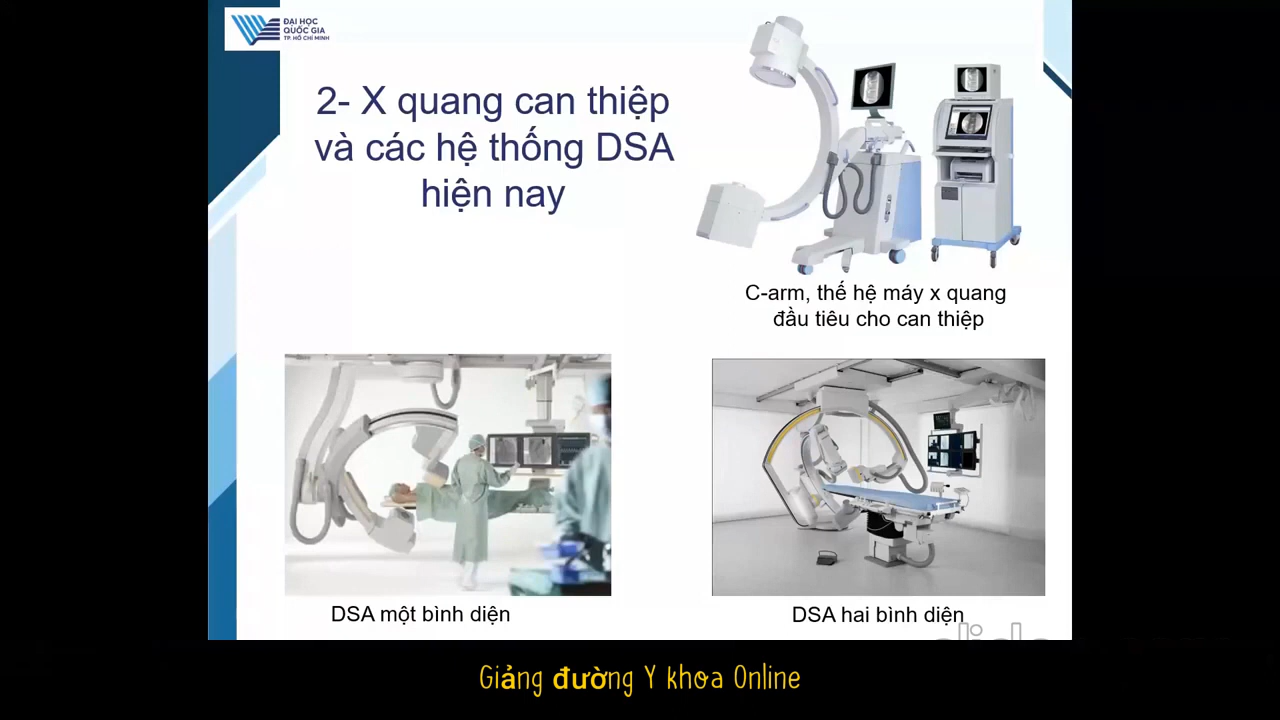 ĐẠI HỌC
QUỐC GIA
TP. HỒ CHÍ MINH
2- X quang can thiệp
và các hệ thống DSA
hiện nay
C-arm, thế hệ máy x quang
đầu tiêu cho can thiệp
DSA một bình diện
DSA hai bình diện
Giảng đường Y khoa Online